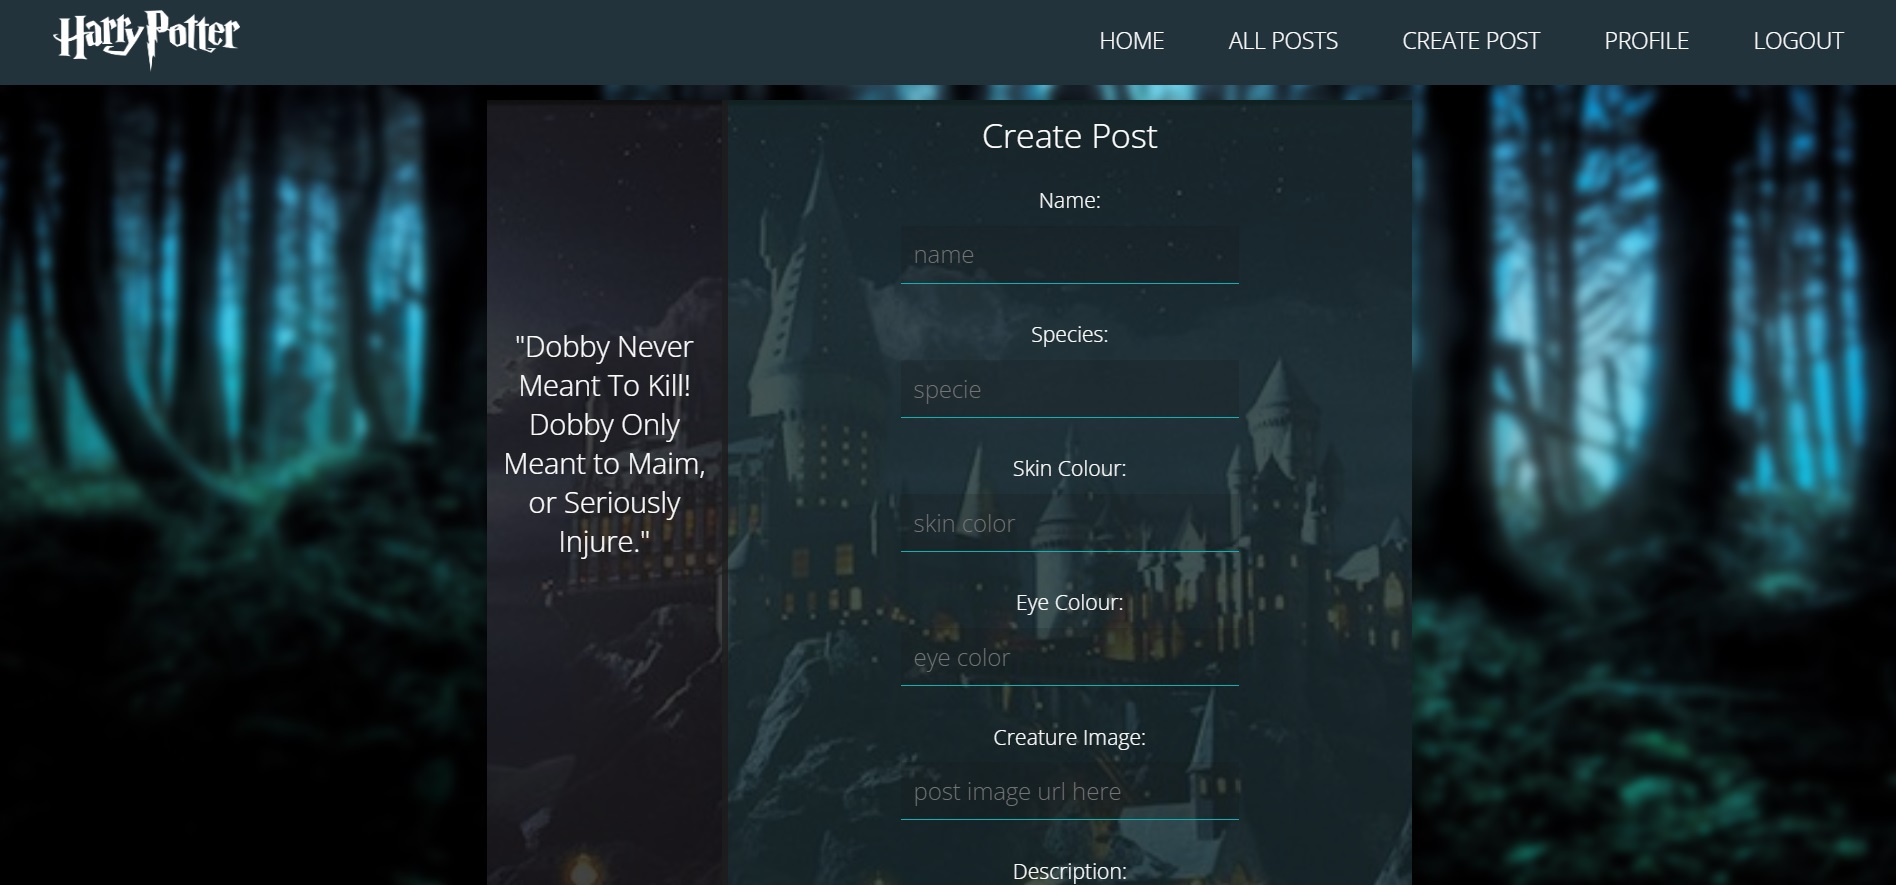 Harry Potter
HOME
ALL POSTS
CREATE POST
PROFILE
LOGOUT
"Dobby Never
Meant To Kill!
Dobby Only
Meant to Maim,
or Seriously
Injure."
Create Post
Name:
name
Species:
specie
Skin Colour:
skin color
Eye Colour:
eye color
Creature Image:
post image url here
Description: